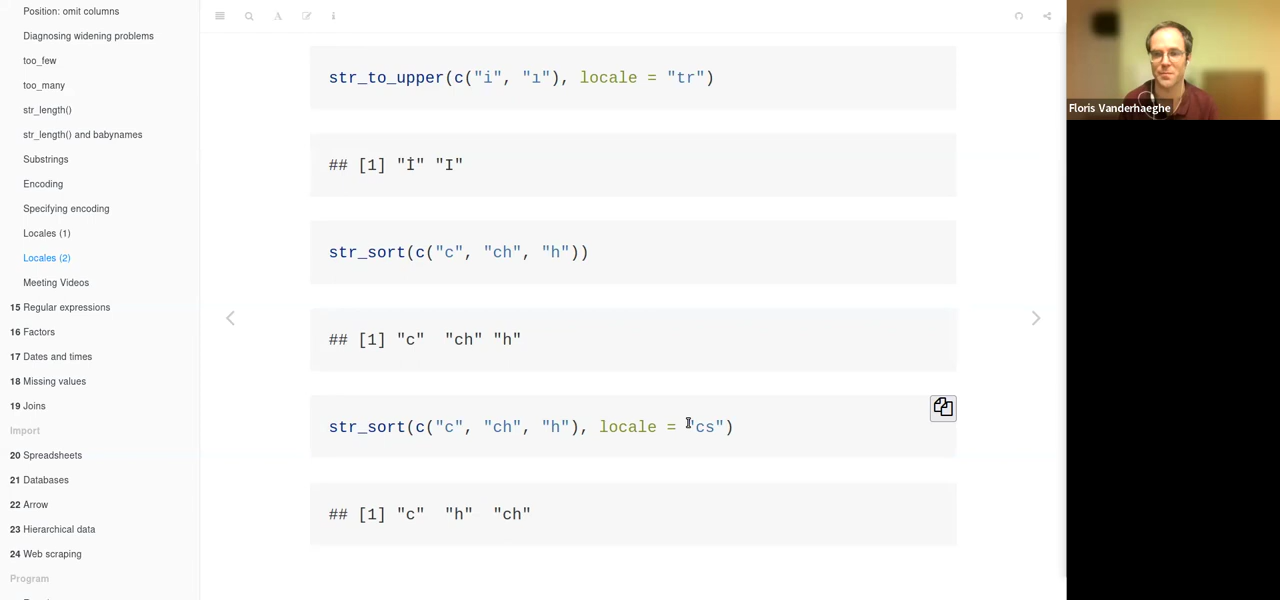 Position: omit columns
Diagnosing widening problems
too_few
too_many
str_length()
str_length() and babynames
Substrings
Encoding
Specifying encoding
Locales (1)
Locales (2)
Meeting Videos
15 Regular expressions
16 Factors
17 Dates and times
18 Missing values
19 Joins
Import
20 Spreadsheets
21 Databases
22 Arrow
23 Hierarchical data
24 Web scraping
Program
str_to_upper(c("i", "ı"), locale = "tr")
## [1] "İ" "I"
str_sort(c("c", "ch", "h"))
## [1] "c"  "ch" "h"
str_sort(c("c", "ch", "h"), locale = "cs")
## [1] "c"  "h"  "ch"
Floris Vanderhaeghe